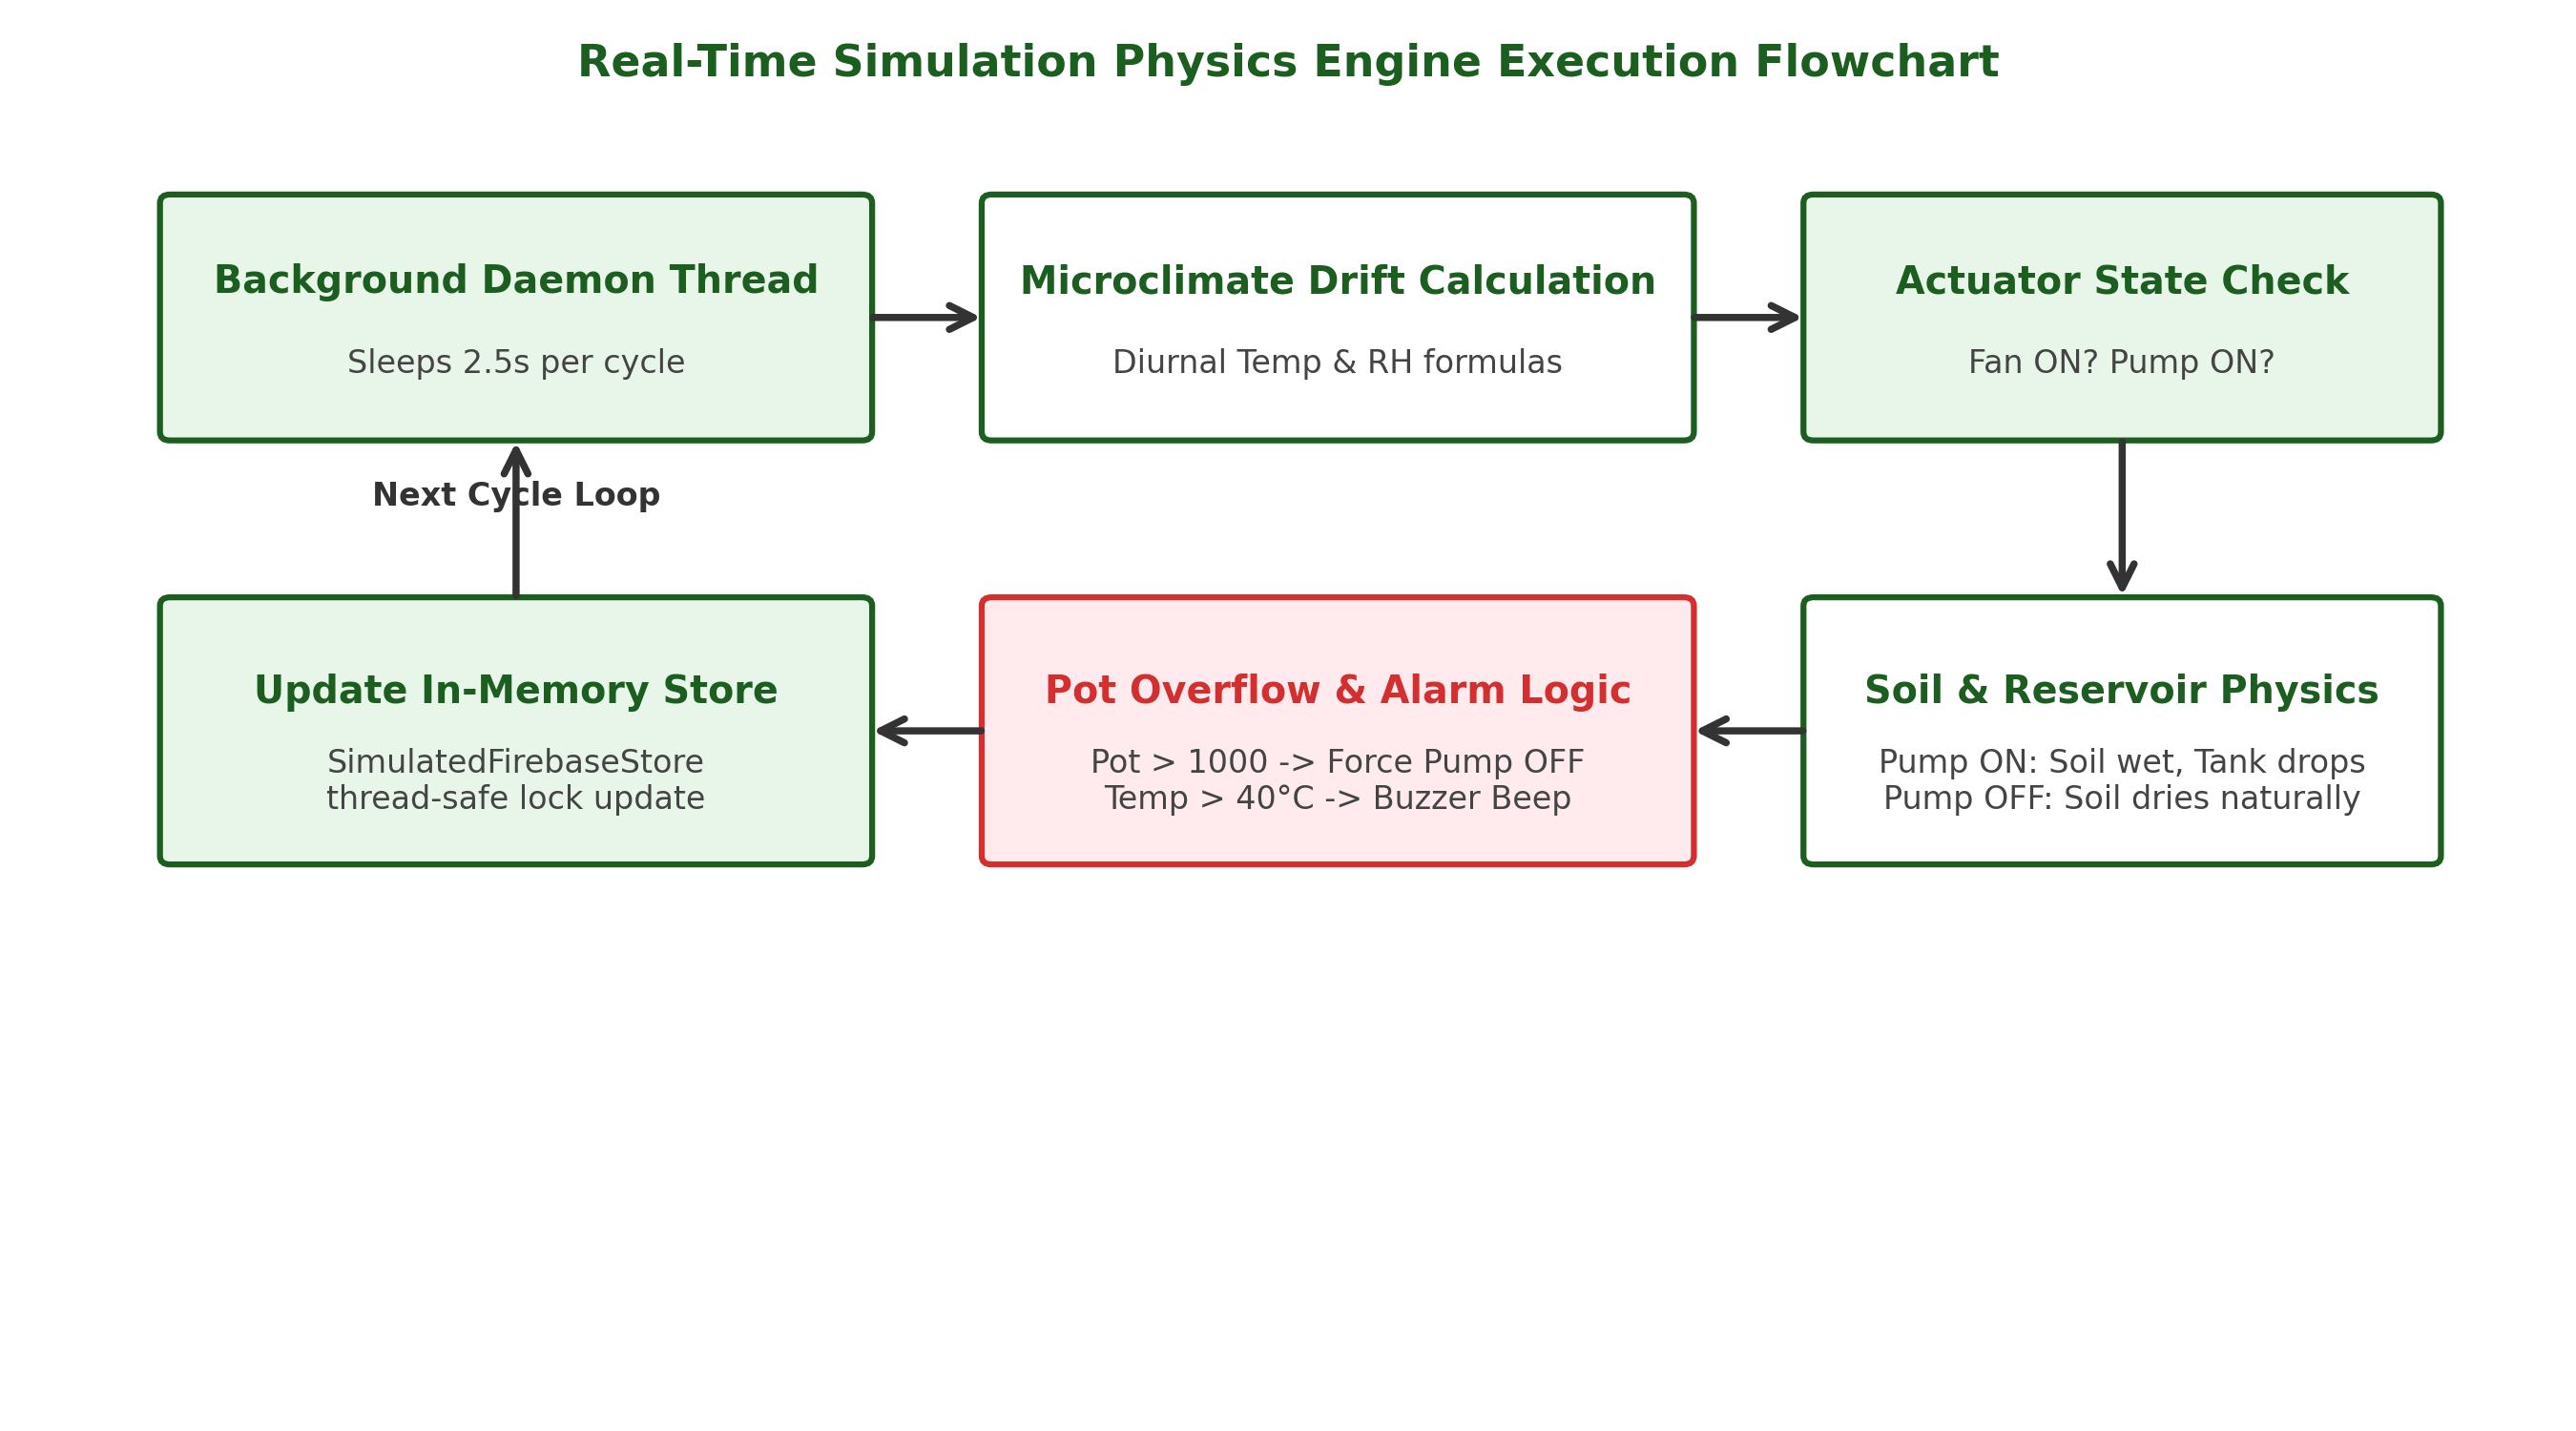 Real-Time Simulation Physics Engine Execution Flowchart
Background Daemon Thread
Sleeps 2.5s per cycle
Microclimate Drift Calculation
Diurnal Temp & RH formulas
Actuator State Check
Fan ON? Pump ON?
Next Cycle Loop
Soil & Reservoir Physics
Pump ON: Soil wet, Tank drops
Pump OFF: Soil dries naturally
Pot Overflow & Alarm Logic
Pot > 1000 -> Force Pump OFF
Temp > 40°C -> Buzzer Beep
Update In-Memory Store
SimulatedFirebaseStore
thread-safe lock update